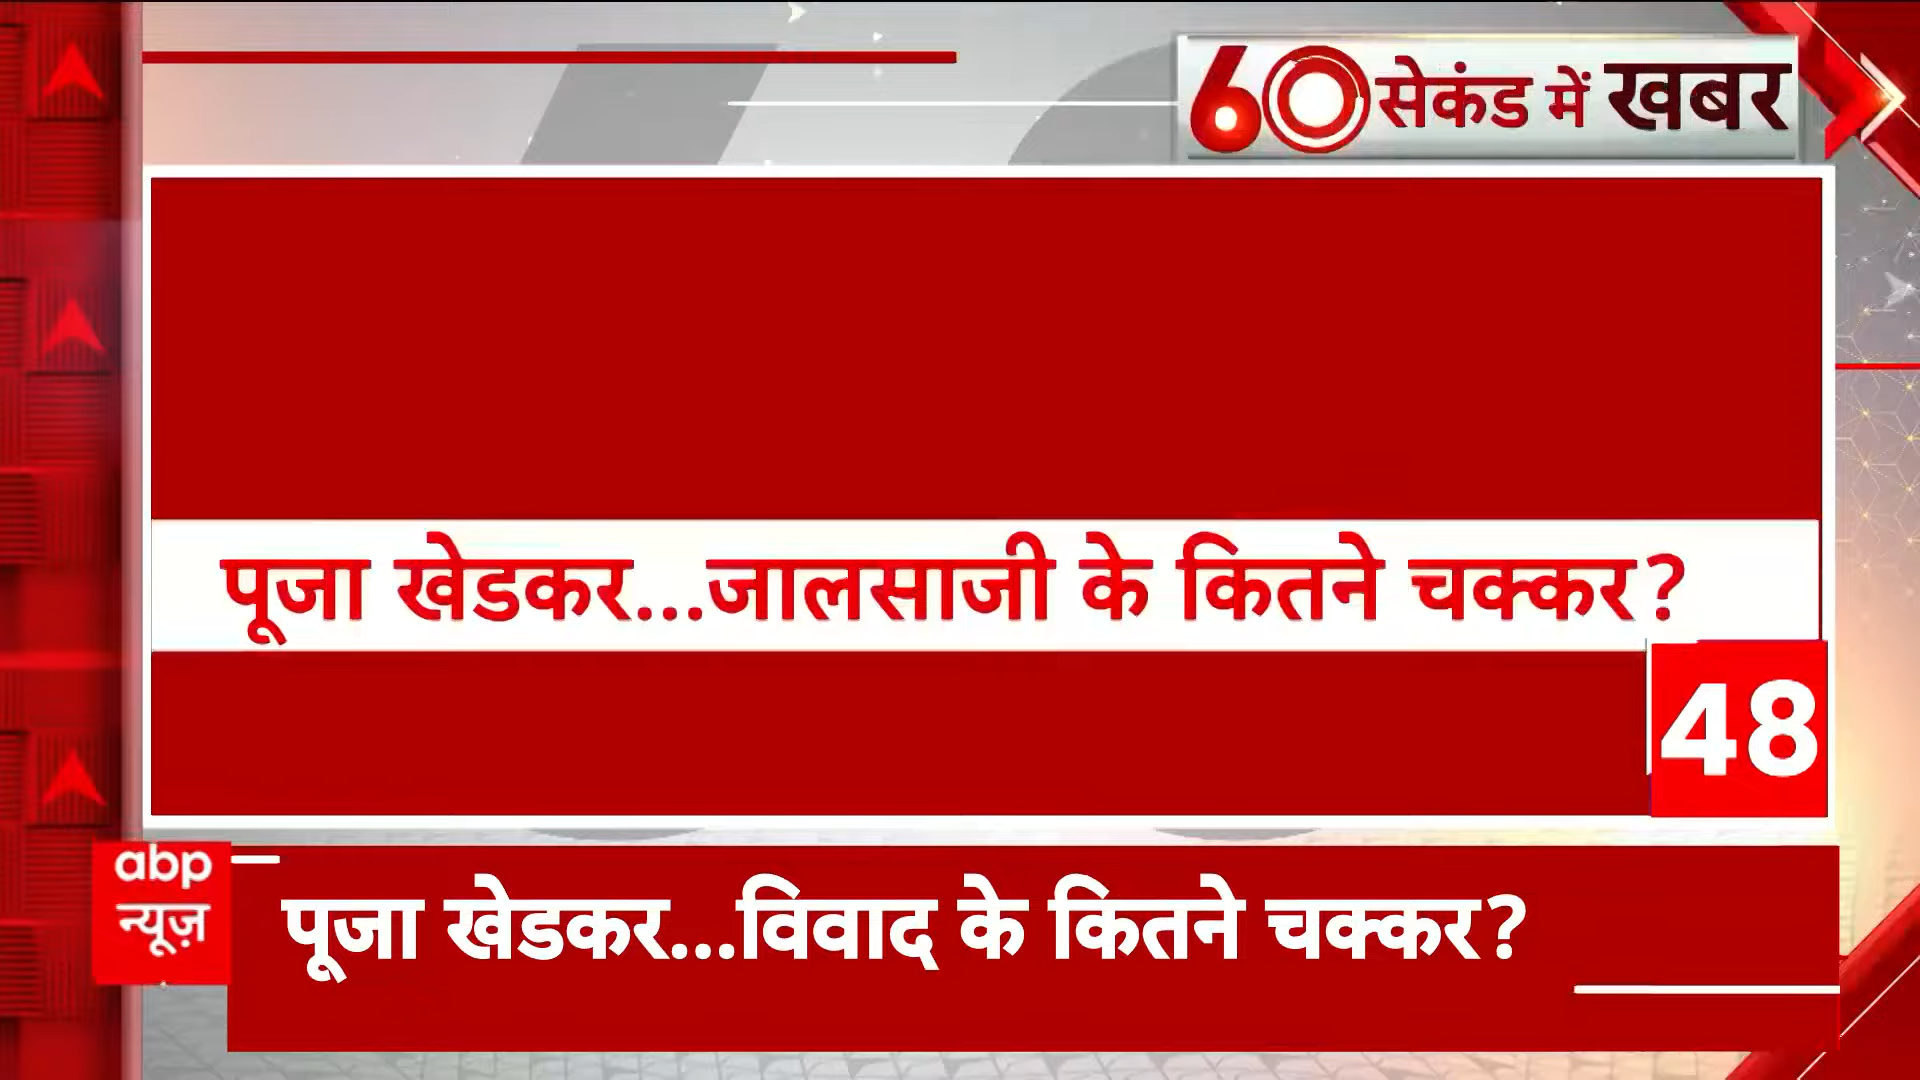 60 सेकंड में खबर
पूजा खेडकर...जालसाजी के कितने चक्कर?
48
abp
न्यूज़
पूजा खेडकर...विवाद के कितने चक्कर?